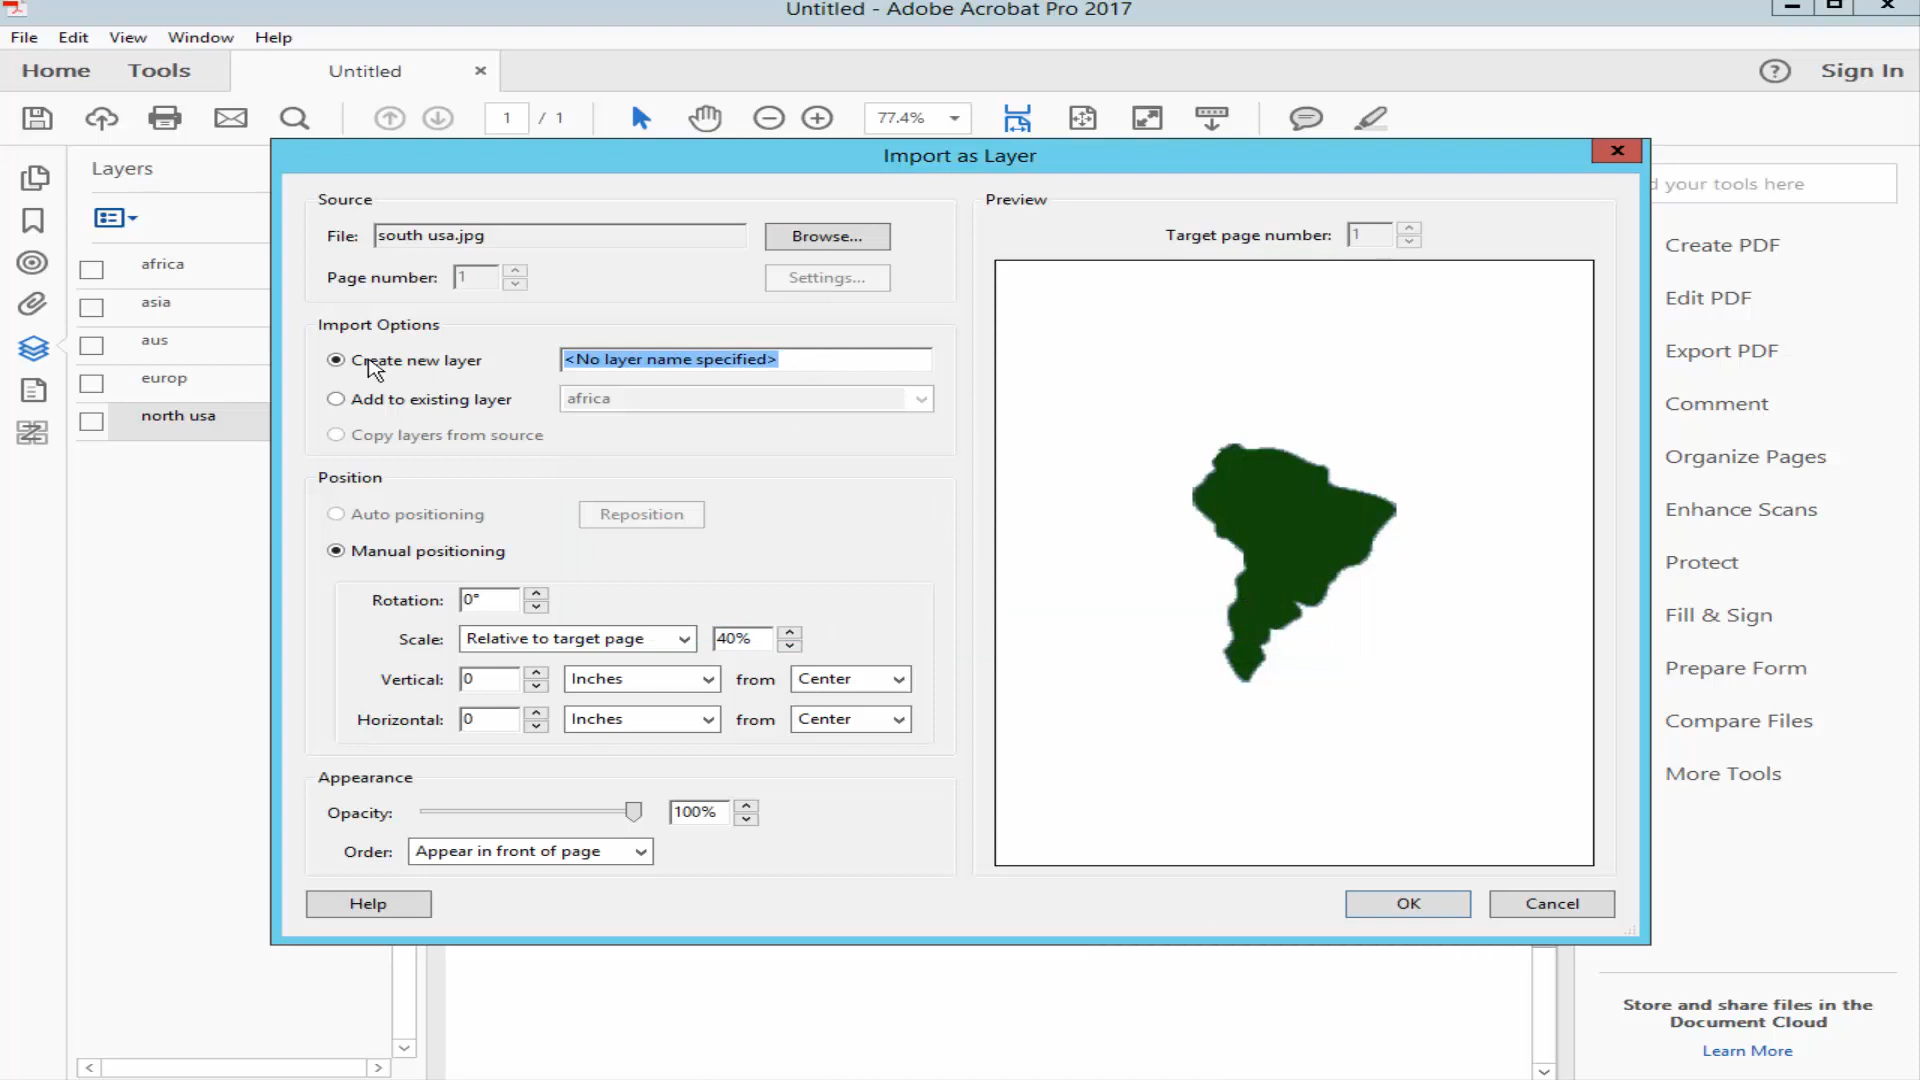 Untitled - Adobe Acrobat Pro 2017
File Edit View Window Help
Home Tools Untitled × ? Sign In
1 / 1 77.4%
Layers
africa
asia
aus
europ
north usa
Import as Layer
Source
File: south usa.jpg Browse...
Page number: 1 Settings...
Import Options
Create new layer <No layer name specified>
Add to existing layer africa
Copy layers from source
Position
Auto positioning Reposition
Manual positioning
Rotation: 0°
Scale: Relative to target page 40%
Vertical: 0 Inches from Center
Horizontal: 0 Inches from Center
Appearance
Opacity: 100%
Order: Appear in front of page
Help
Preview
Target page number: 1
OK Cancel
d your tools here
Create PDF
Edit PDF
Export PDF
Comment
Organize Pages
Enhance Scans
Protect
Fill & Sign
Prepare Form
Compare Files
More Tools
Store and share files in the
Document Cloud
Learn More